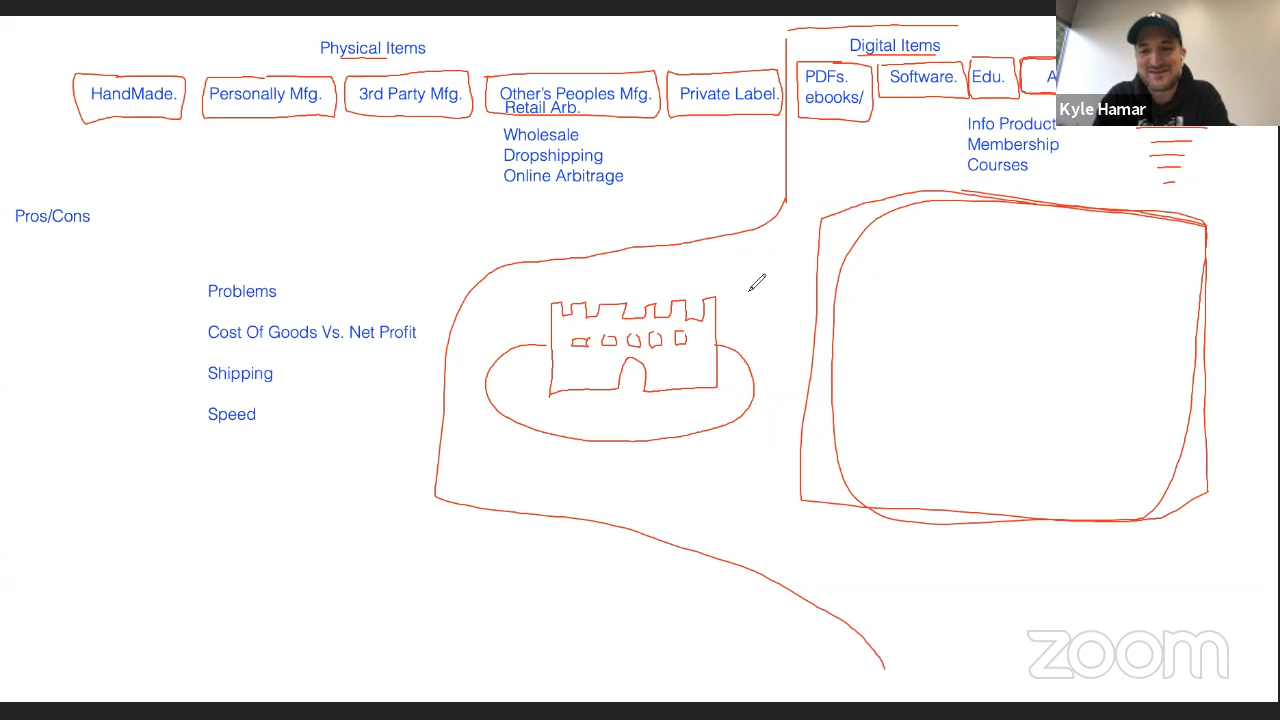 Physical Items
Digital Items
HandMade.
Personally Mfg.
3rd Party Mfg.
Other's Peoples Mfg.
Retail Arb.
Private Label.
PDFs.
ebooks/
Software.
Edu.
A
Kyle Hamar
Wholesale
Dropshipping
Online Arbitrage
Info Product
Membership
Courses
Pros/Cons
Problems
Cost Of Goods Vs. Net Profit
Shipping
Speed
zoom